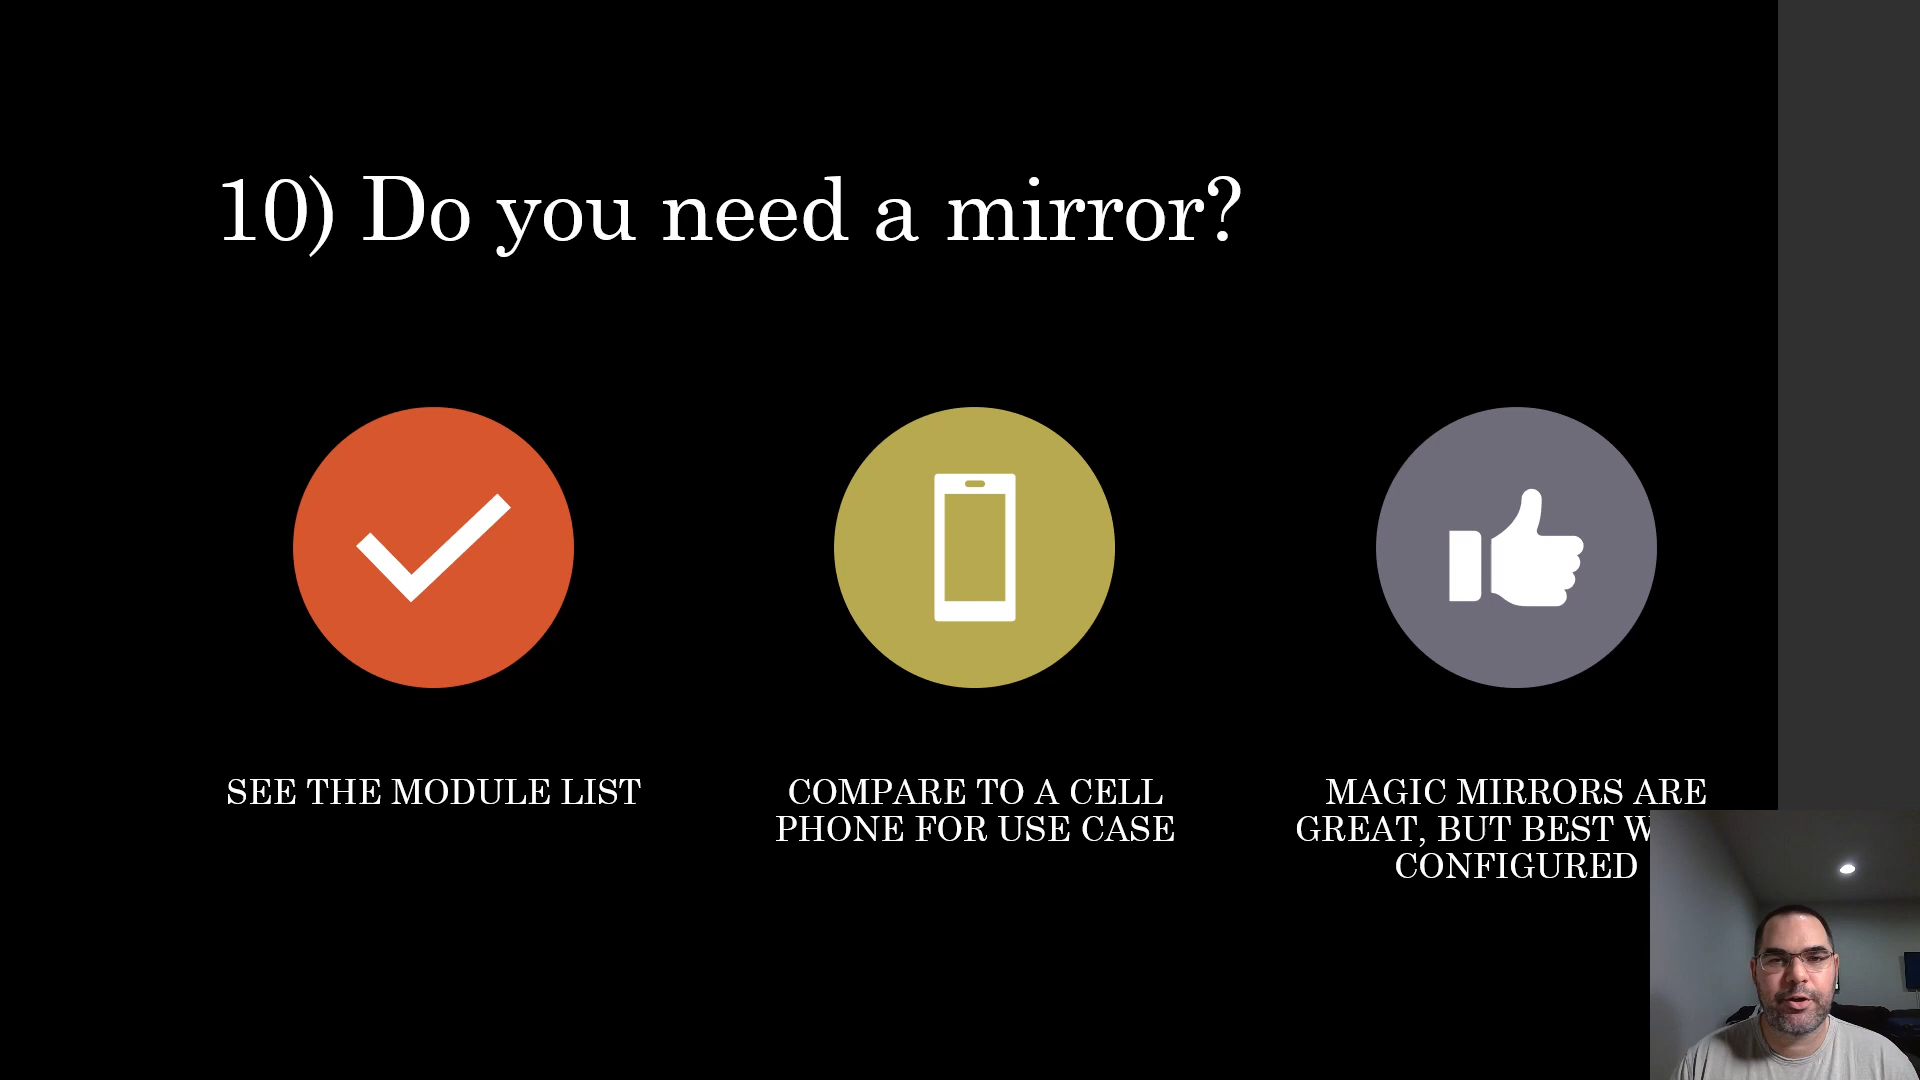 10) Do you need a mirror?
SEE THE MODULE LIST
COMPARE TO A CELL
PHONE FOR USE CASE
MAGIC MIRRORS ARE
GREAT, BUT BEST
CONFIGURED